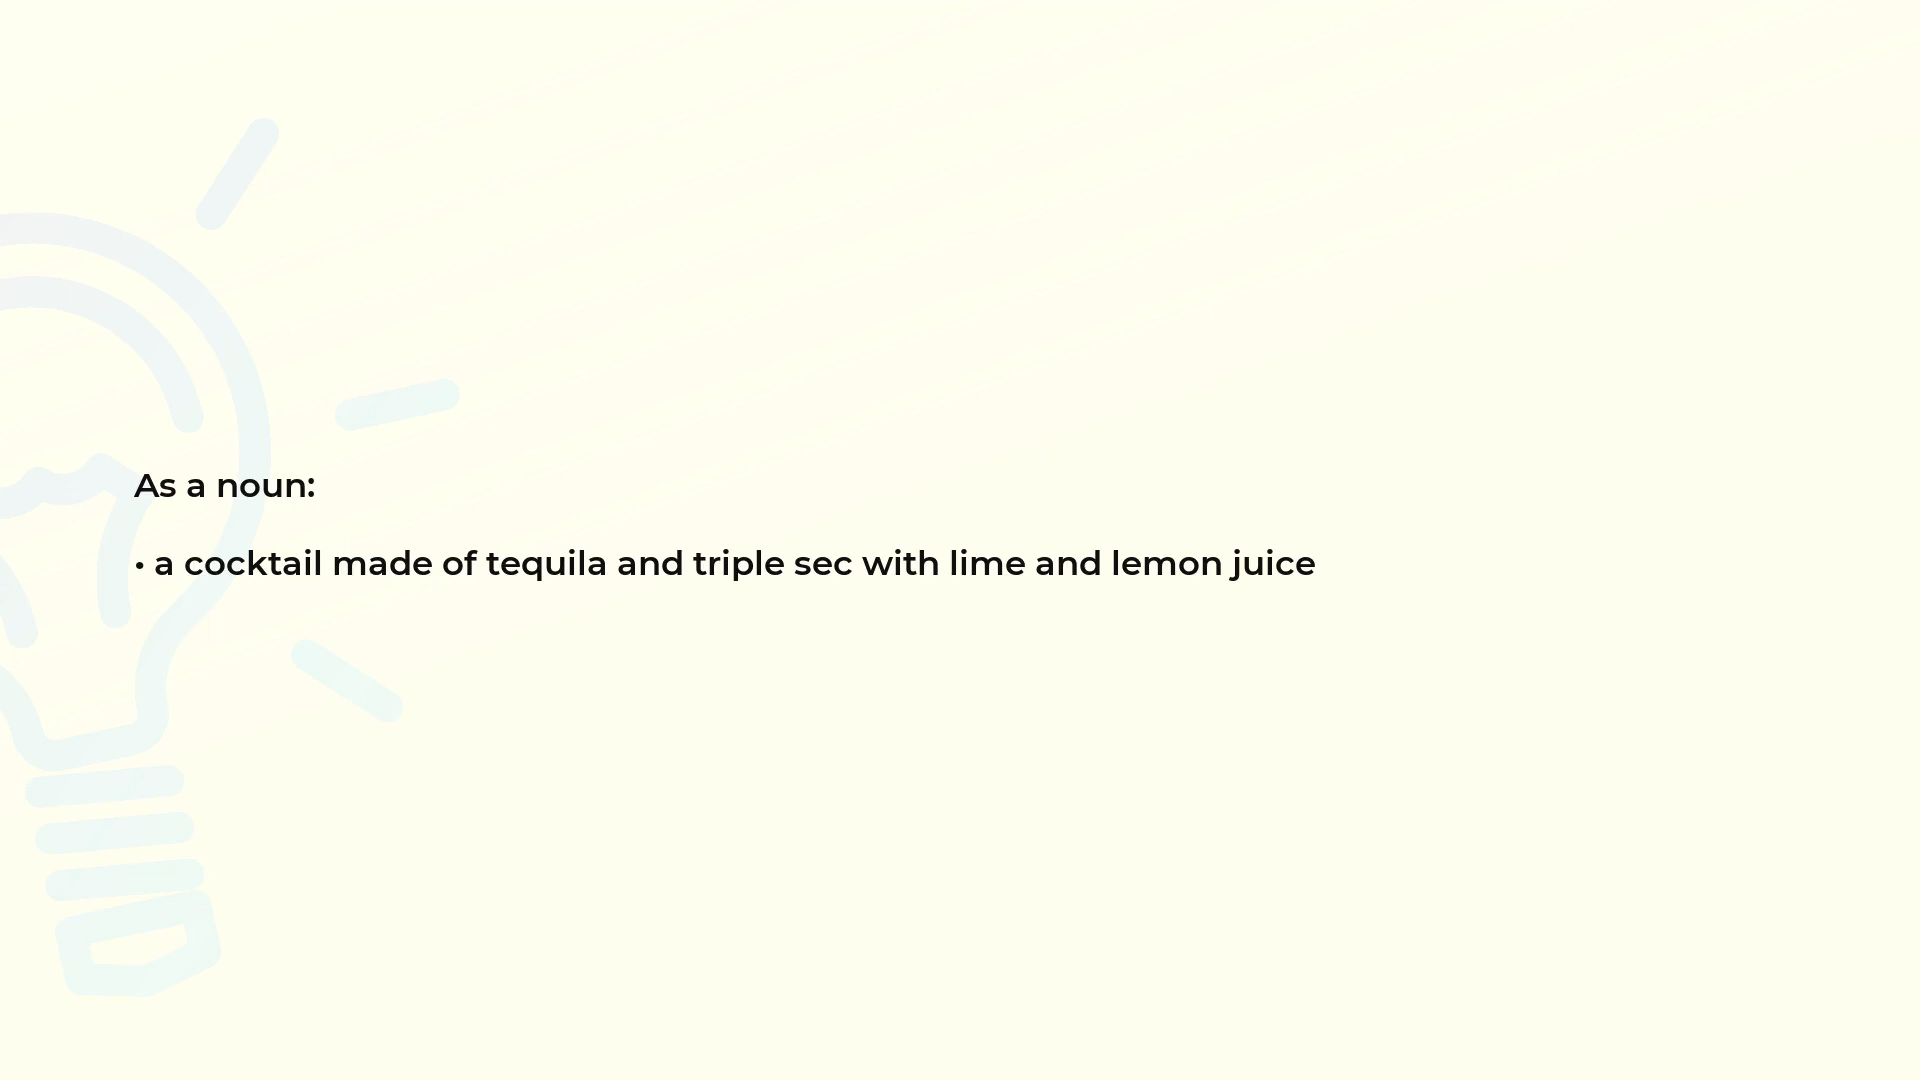 As a noun:
• a cocktail made of tequila and triple sec with lime and lemon juice